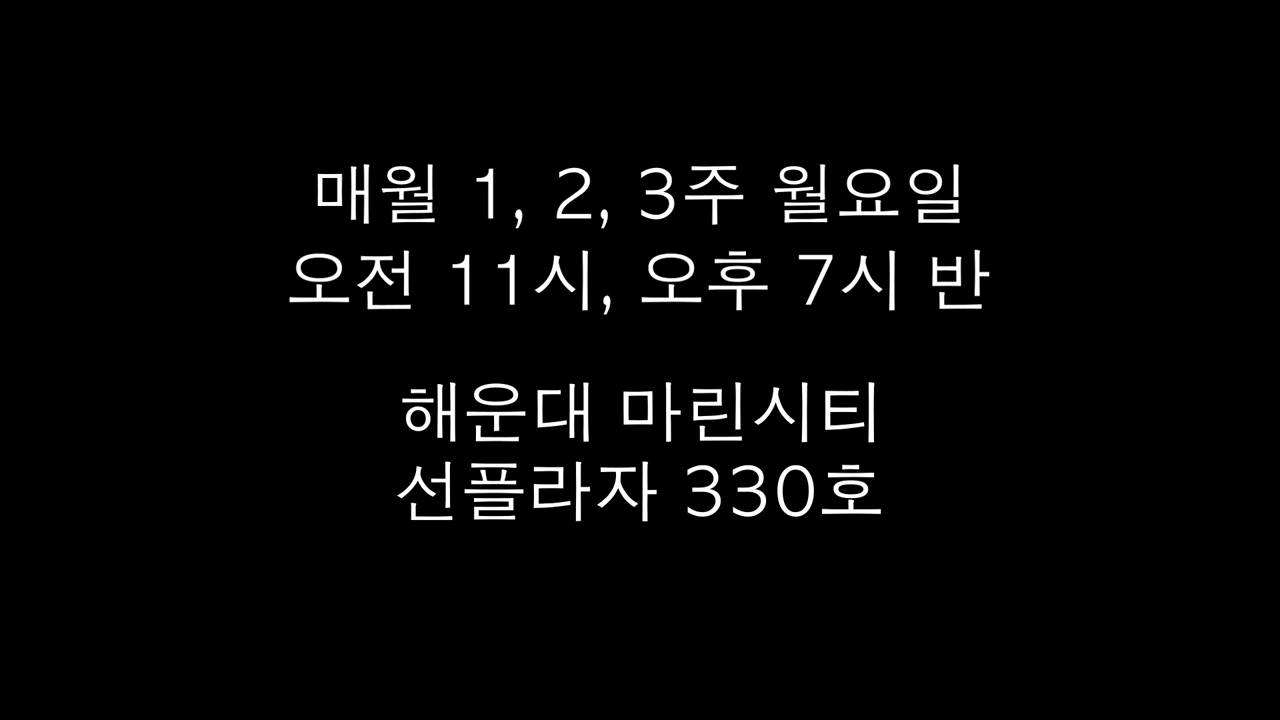 매월 1, 2, 3주 월요일
오전 11시, 오후 7시 반
해운대 마린시티
선플라자 330호